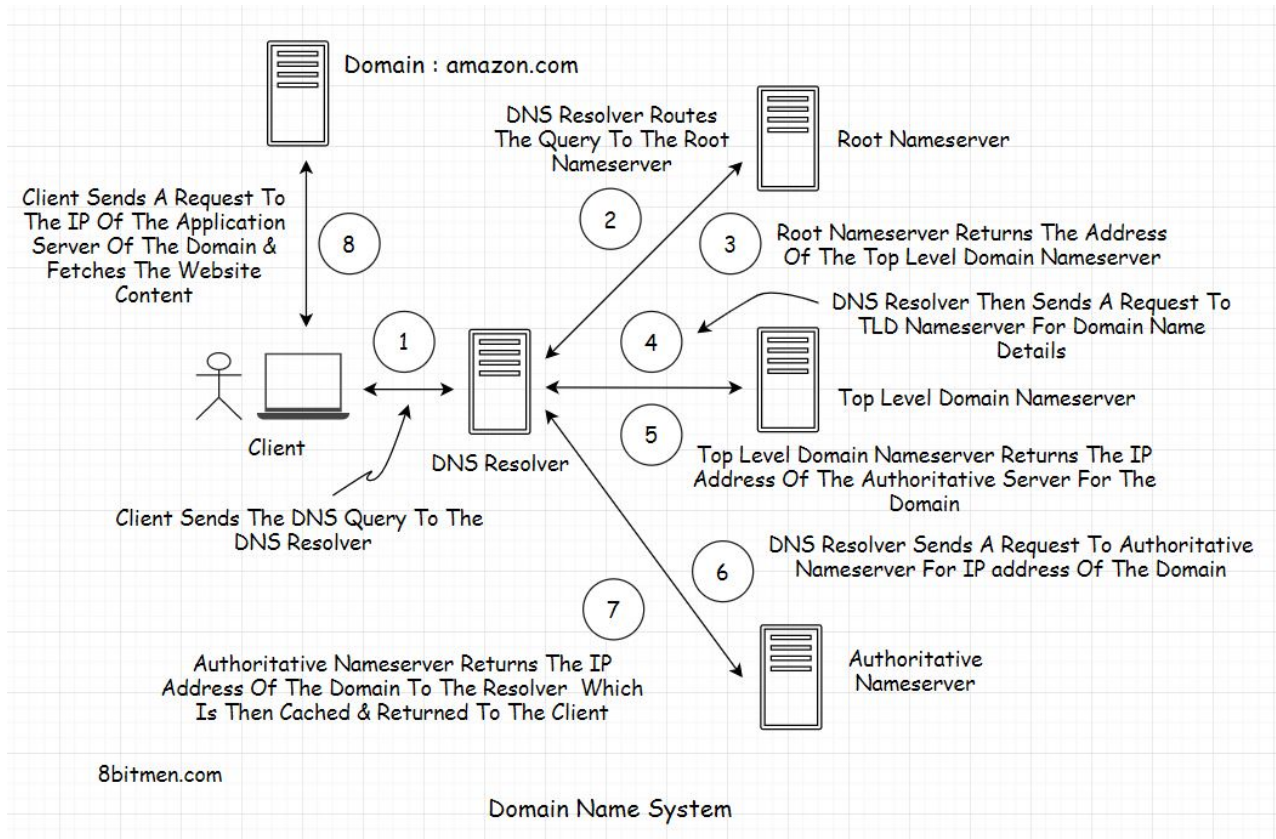 Domain : amazon.com
DNS Resolver Routes
The Query To The Root
Nameserver
Root Nameserver
Client Sends A Request To
The IP Of The Application
Server Of The Domain &
Fetches The Website
Content
8
2
3
Root Nameserver Returns The Address
Of The Top Level Domain Nameserver
1
4
DNS Resolver Then Sends A Request To
TLD Nameserver For Domain Name
Details
Client
DNS Resolver
Top Level Domain Nameserver
5
Top Level Domain Nameserver Returns The IP
Address Of The Authoritative Server For The
Domain
Client Sends The DNS Query To The
DNS Resolver
6
DNS Resolver Sends A Request To Authoritative
Nameserver For IP address Of The Domain
7
Authoritative Nameserver Returns The IP
Address Of The Domain To The Resolver Which
Is Then Cached & Returned To The Client
Authoritative
Nameserver
8bitmen.com
Domain Name System